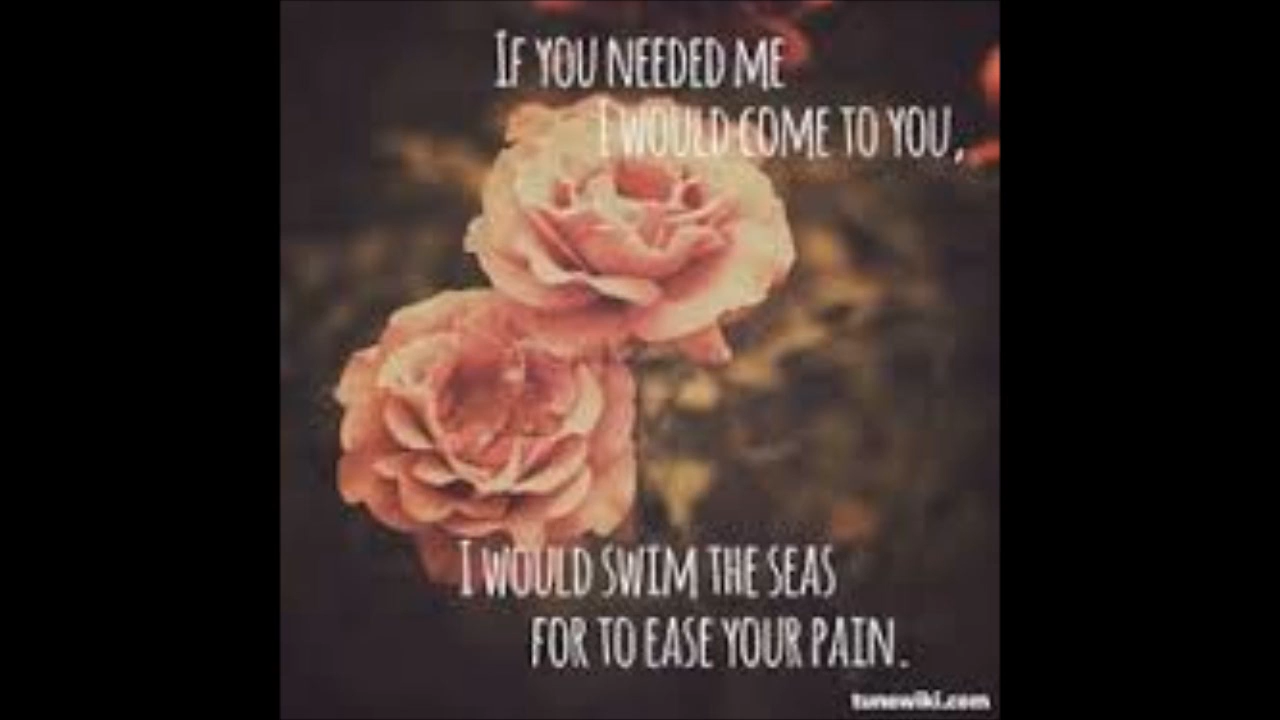 If you needed me
I would come to you,
I would swim the seas
for to ease your pain.
tunewiki.com